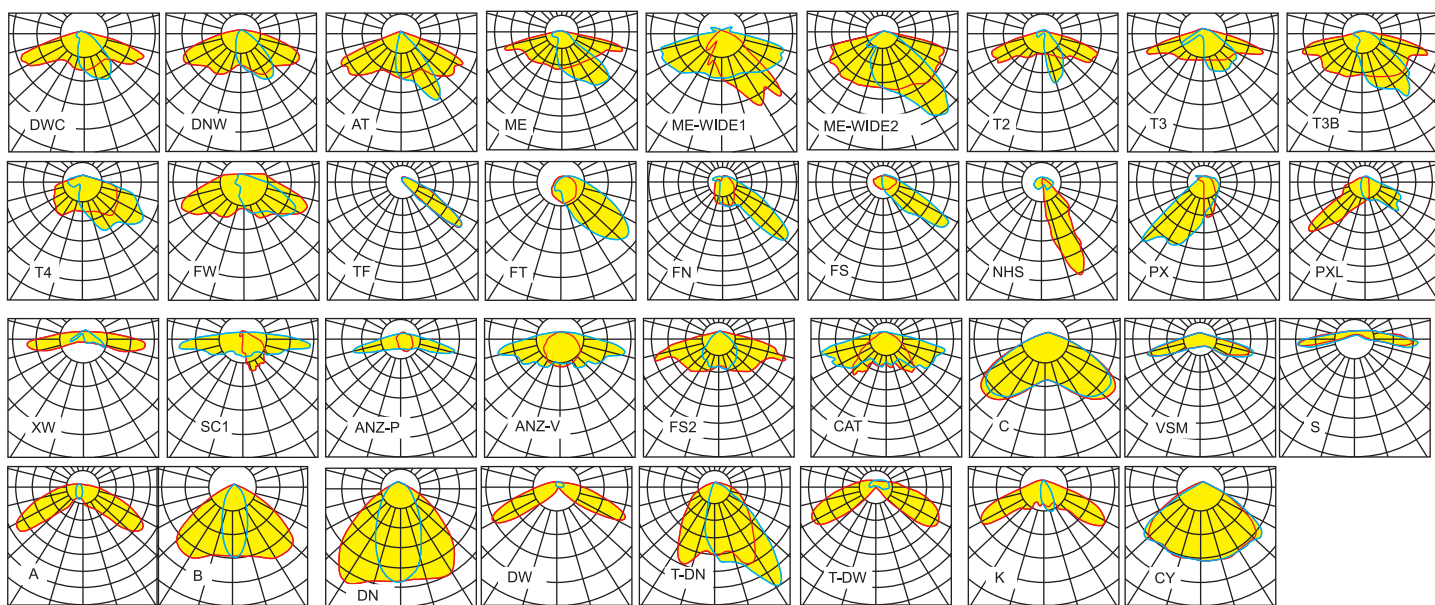 DWC
DNW
AT
ME
ME-WIDE1
ME-WIDE2
T2
T3
T3B
T4
FW
TF
FT
FN
FS
NHS
PX
PXL
XW
SC1
ANZ-P
ANZ-V
FS2
CAT
C
VSM
S
A
B
DN
DW
T-DN
T-DW
K
CY